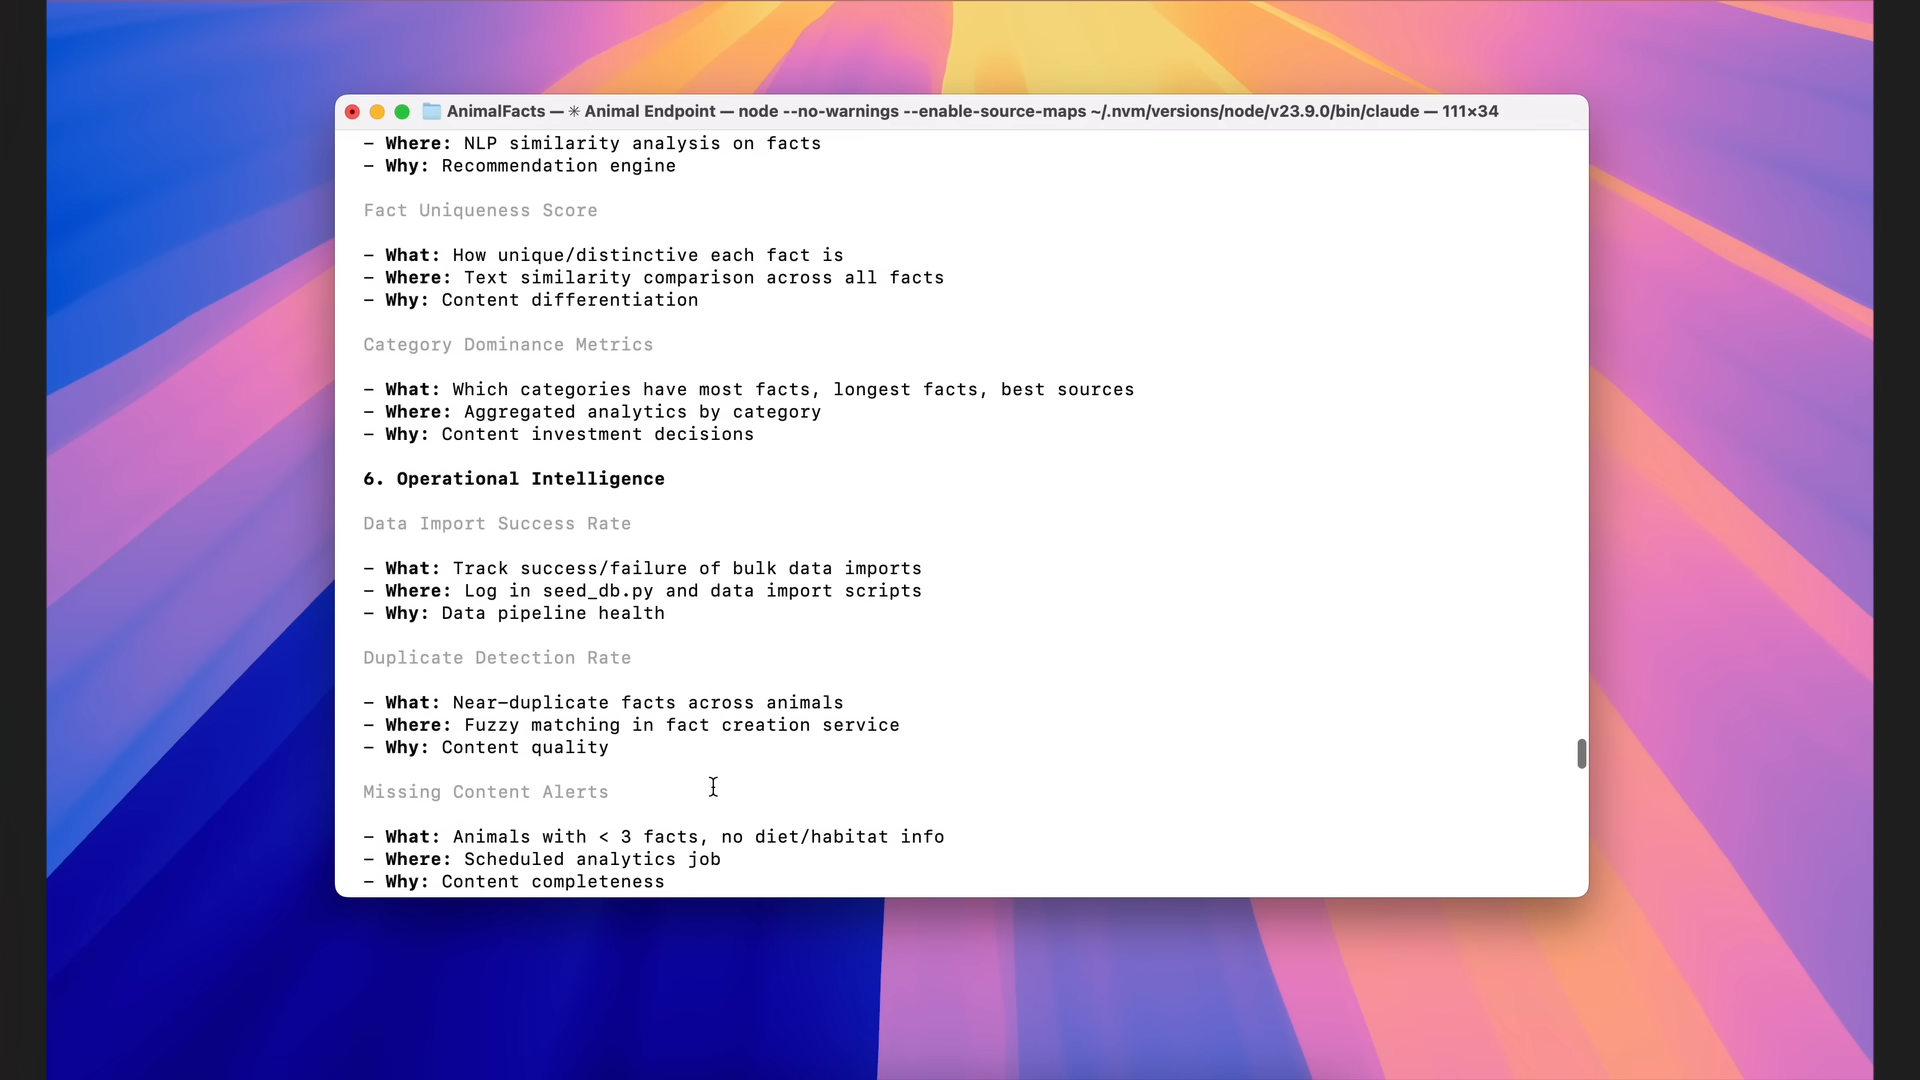 AnimalFacts — ✳ Animal Endpoint — node --no-warnings --enable-source-maps ~/.nvm/versions/node/v23.9.0/bin/claude — 111×34
- Where: NLP similarity analysis on facts
- Why: Recommendation engine
Fact Uniqueness Score
- What: How unique/distinctive each fact is
- Where: Text similarity comparison across all facts
- Why: Content differentiation
Category Dominance Metrics
- What: Which categories have most facts, longest facts, best sources
- Where: Aggregated analytics by category
- Why: Content investment decisions
6. Operational Intelligence
Data Import Success Rate
- What: Track success/failure of bulk data imports
- Where: Log in seed_db.py and data import scripts
- Why: Data pipeline health
Duplicate Detection Rate
- What: Near-duplicate facts across animals
- Where: Fuzzy matching in fact creation service
- Why: Content quality
Missing Content Alerts
- What: Animals with < 3 facts, no diet/habitat info
- Where: Scheduled analytics job
- Why: Content completeness